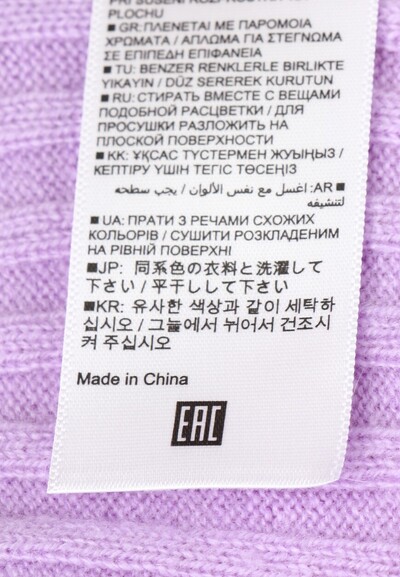 PŘI SUŠENÍ ROZPROSTŘETE NA
PLOCHU
■ GR: ΠΛΕΝΕΤΑΙ ΜΕ ΠΑΡΟΜΟΙΑ
ΧΡΩΜΑΤΑ / ΑΠΛΩΜΑ ΓΙΑ ΣΤΕΓΝΩΜΑ
ΣΕ ΕΠΙΠΕΔΗ ΕΠΙΦΑΝΕΙΑ
■ TU: BENZER RENKLERLE BIRLIKTE
YIKAYIN / DÜZ SEREREK KURUTUN
■ RU: СТИРАТЬ ВМЕСТЕ С ВЕЩАМИ
ПОДОБНОЙ РАСЦВЕТКИ / ДЛЯ
ПРОСУШКИ РАЗЛОЖИТЬ НА
ПЛОСКОЙ ПОВЕРХНОСТИ
■ KK: ҰҚСАС ТҮСТЕРМЕН ЖУЫҢЫЗ /
КЕПТІРУ ҮШІН ТЕГІС ТӨСЕҢІЗ
■ AR: اغسل مع نفس الألوان / يجب سطحه
لتنشيفه
■ UA: ПРАТИ З РЕЧАМИ СХОЖИХ
КОЛЬОРІВ / СУШИТИ РОЗКЛАДЕНИМ
НА РІВНІЙ ПОВЕРХНІ
■JP: 同系色の衣料と洗濯して
下さい / 平干しして下さい
■KR: 유사한 색상과 같이 세탁하
십시오 / 그늘에서 뉘어서 건조시
켜 주십시오
Made in China
EAC